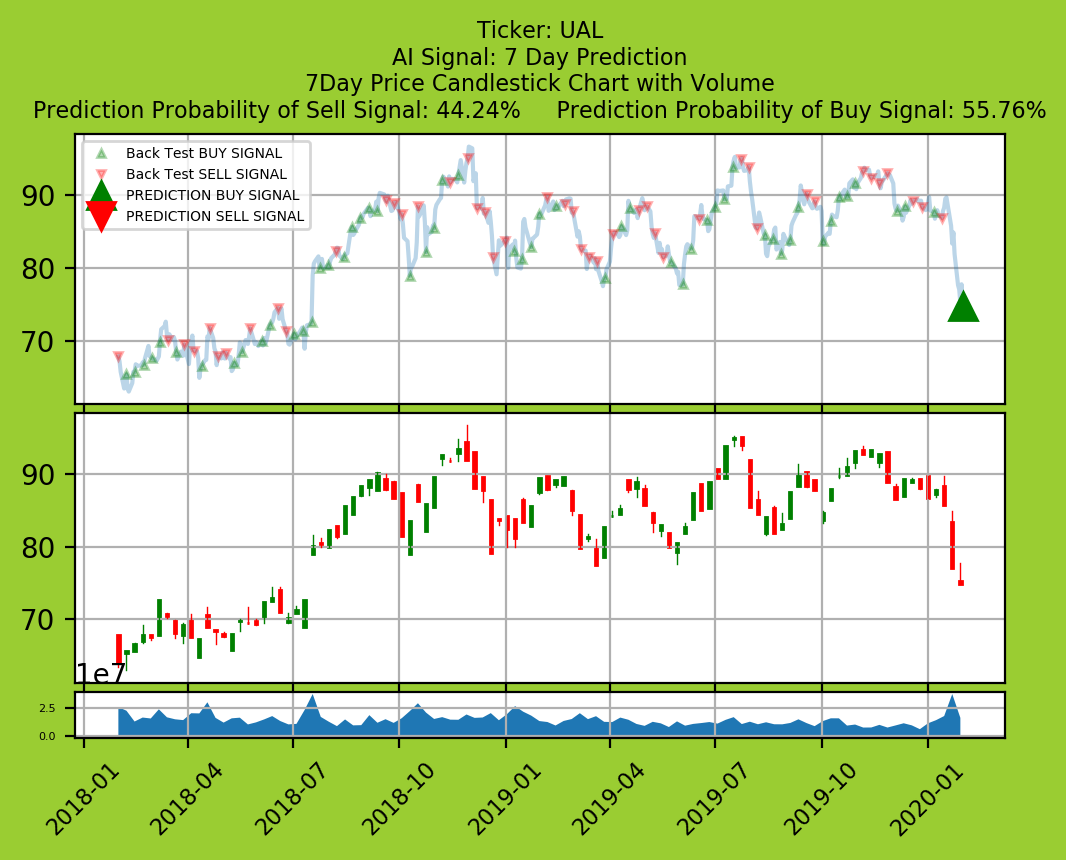 Ticker: UAL
AI Signal: 7 Day Prediction
7Day Price Candlestick Chart with Volume
Prediction Probability of Sell Signal: 44.24%     Prediction Probability of Buy Signal: 55.76%
Back Test BUY SIGNAL
Back Test SELL SIGNAL
PREDICTION BUY SIGNAL
PREDICTION SELL SIGNAL
90
80
70
90
80
70
1e7
2.5
0.0
2018-01
2018-04
2018-07
2018-10
2019-01
2019-04
2019-07
2019-10
2020-01